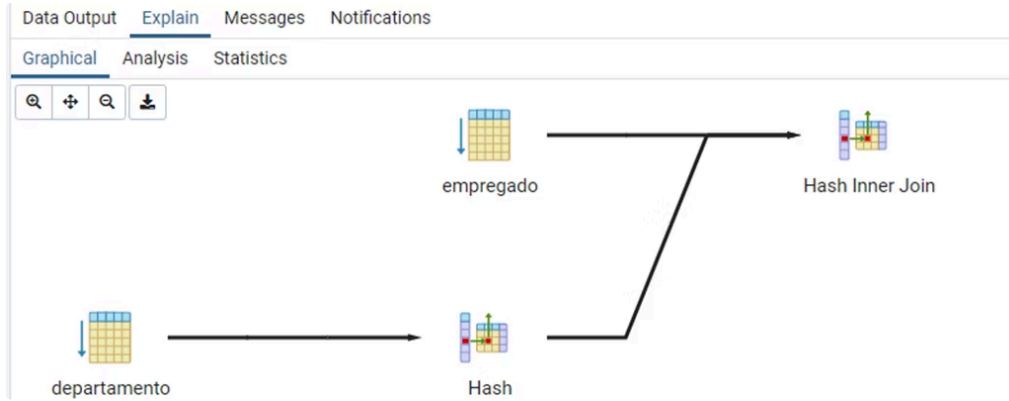 Data Output Explain Messages Notifications
Graphical Analysis Statistics
empregado
Hash Inner Join
departamento
Hash